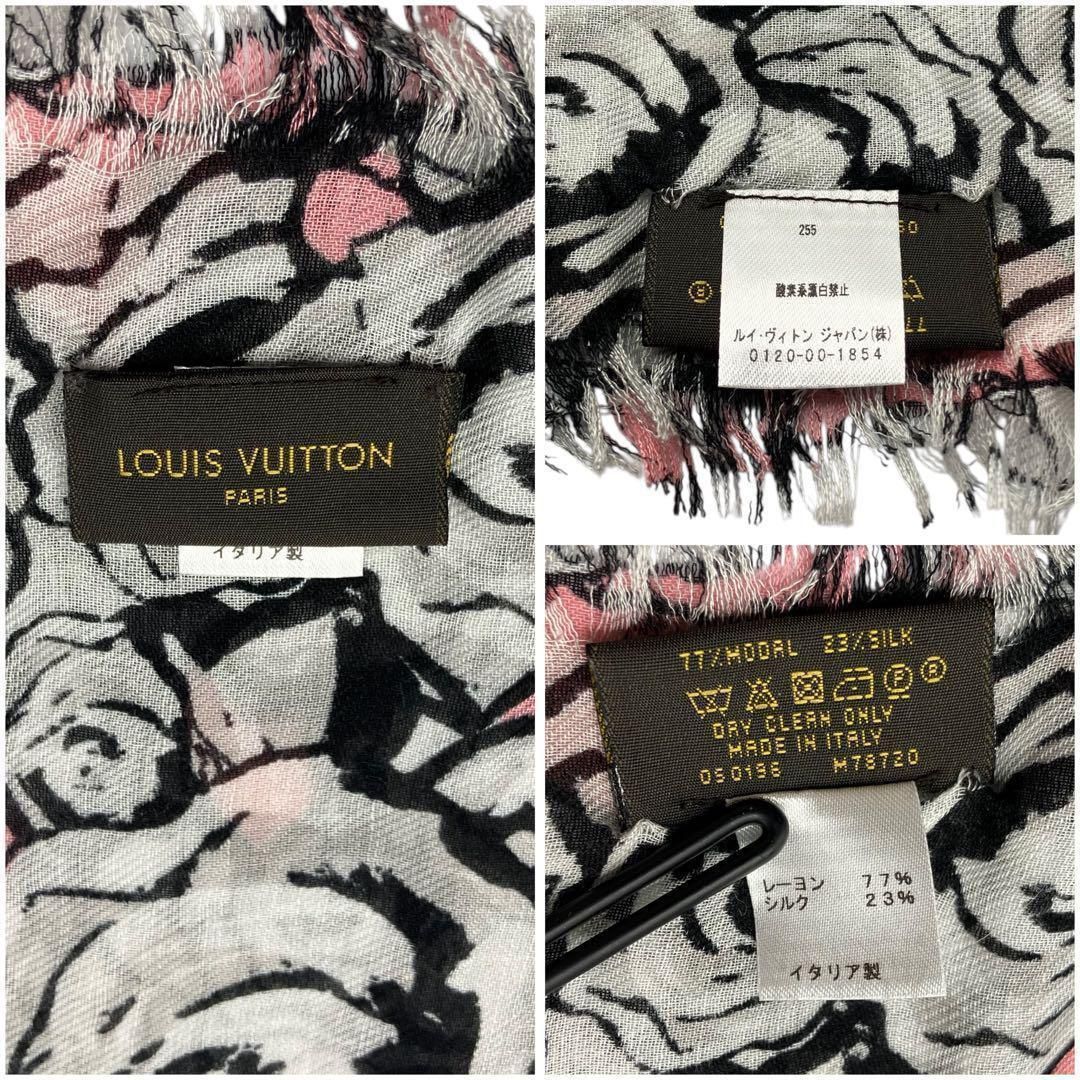 LOUIS VUITTON
PARIS
イタリア製
255
酸素系漂白禁止
ルイ・ヴィトン ジャパン(株)
0120-00-1854
77
77%MODAL 23%SILK
DRY CLEAN ONLY
MADE IN ITALY
M78720
レーヨン 77%
シルク 23%
イタリア製